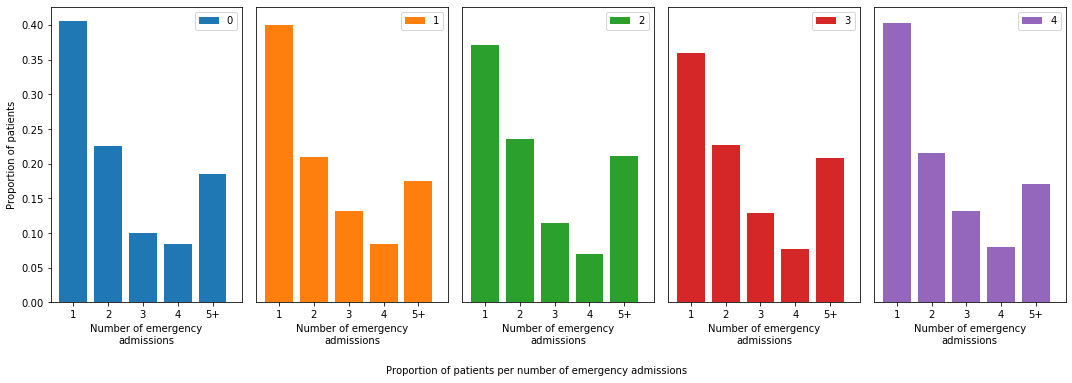 0
1
2
3
4
0.40
0.35
0.30
0.25
0.20
0.15
0.10
0.05
0.00
Proportion of patients
1 2 3 4 5+
1 2 3 4 5+
1 2 3 4 5+
1 2 3 4 5+
1 2 3 4 5+
Number of emergency
admissions
Number of emergency
admissions
Number of emergency
admissions
Number of emergency
admissions
Number of emergency
admissions
Proportion of patients per number of emergency admissions